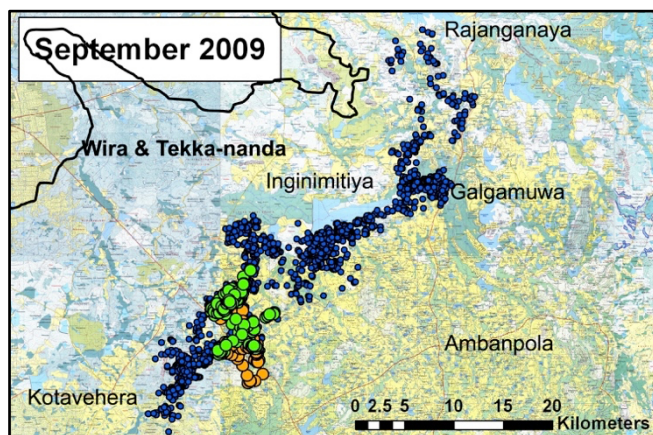 September 2009
Rajanganaya
Wira & Tekka-nanda
Inginimitiya
Galgamuwa
Ambanpola
Kotavehera
0 2.5 5 10 15 20
Kilometers